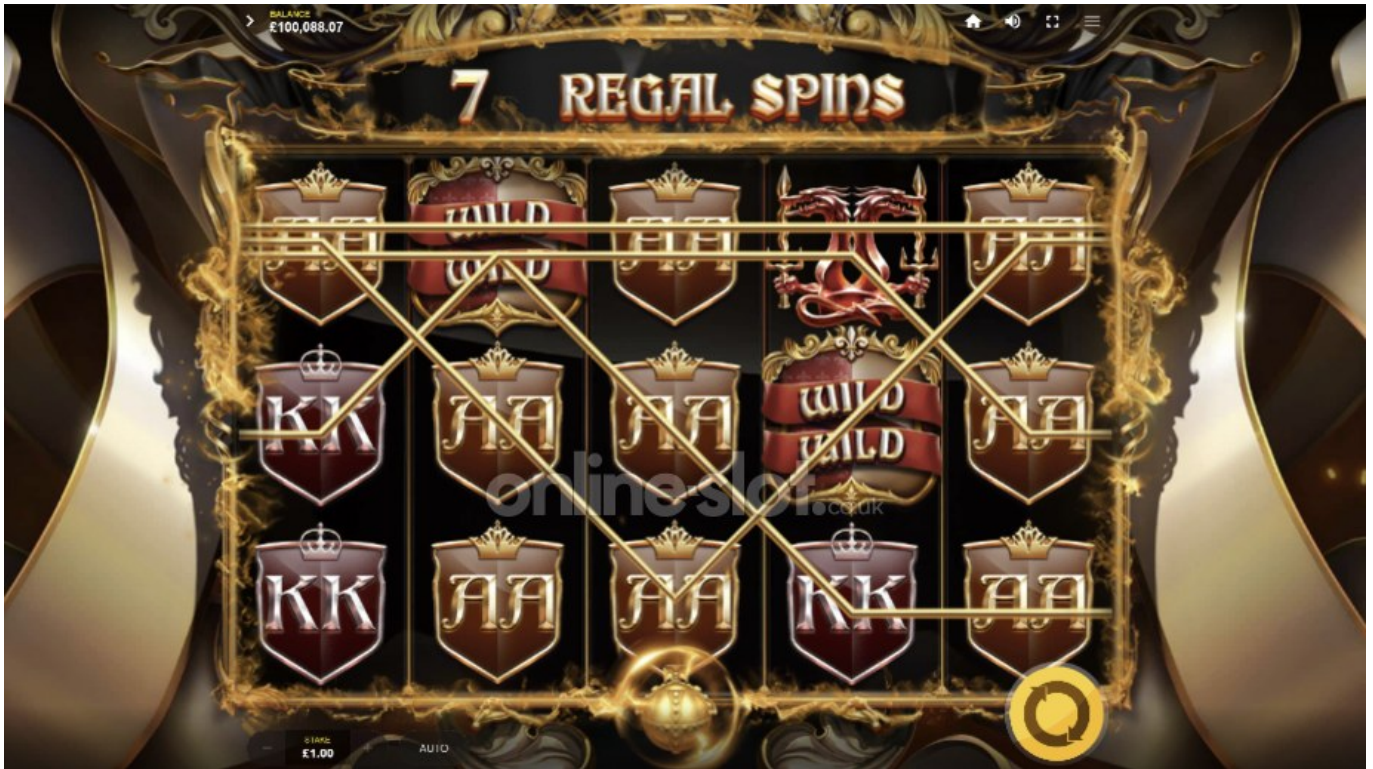 BALANCE
£100,088.07
7 REGAL SPINS
AA WILD AA AA
WILD
KK AA AA WILD AA
WILD
KK AA AA KK AA
online-slot.co.uk
STAKE
£1.00
AUTO